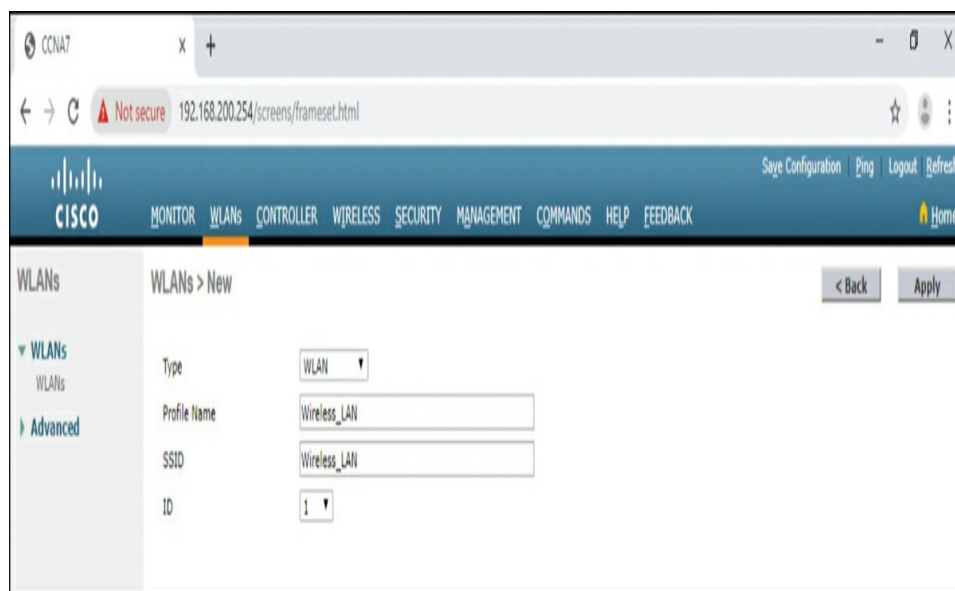 CCNA7
Not secure 192.168.200.254/screens/frameset.html
Save Configuration Ping Logout Refresh
CISCO MONITOR WLANs CONTROLLER WIRELESS SECURITY MANAGEMENT COMMANDS HELP FEEDBACK
Home
WLANs
WLANs > New
< Back Apply
WLANs
WLANs
Advanced
Type WLAN
Profile Name Wireless_LAN
SSID Wireless_LAN
ID 1